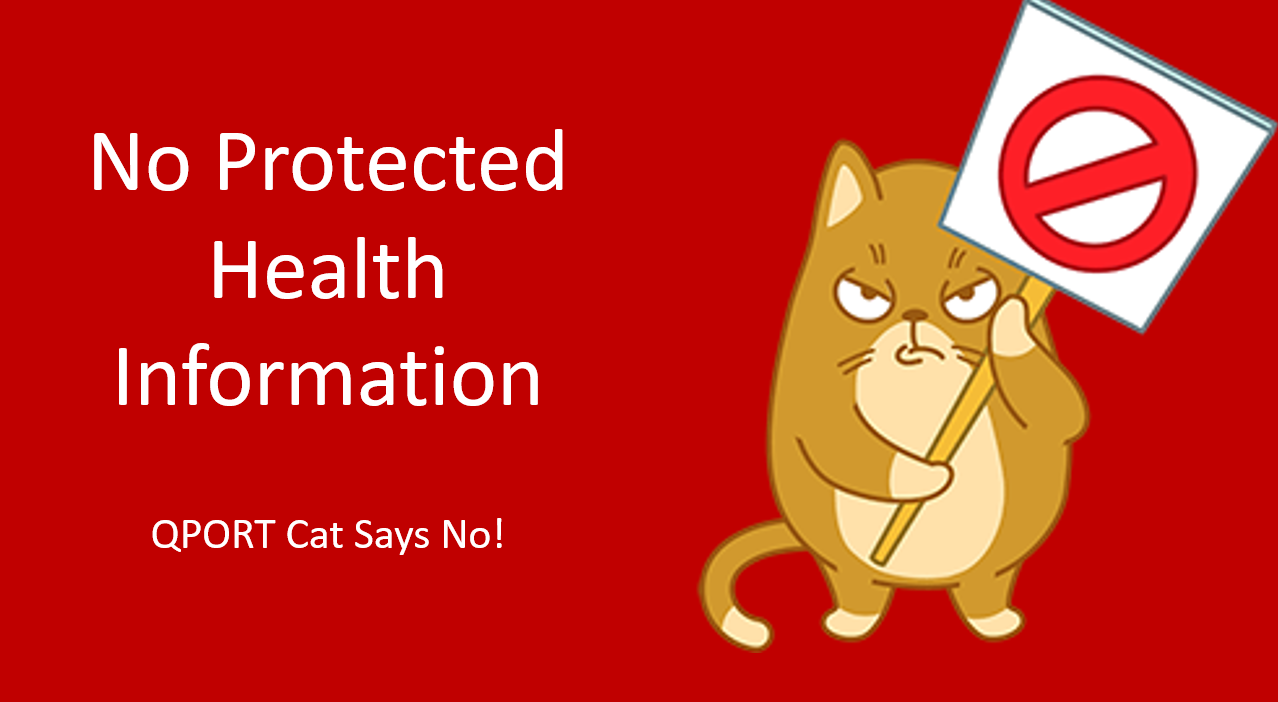 No Protected
Health
Information
QPORT Cat Says No!